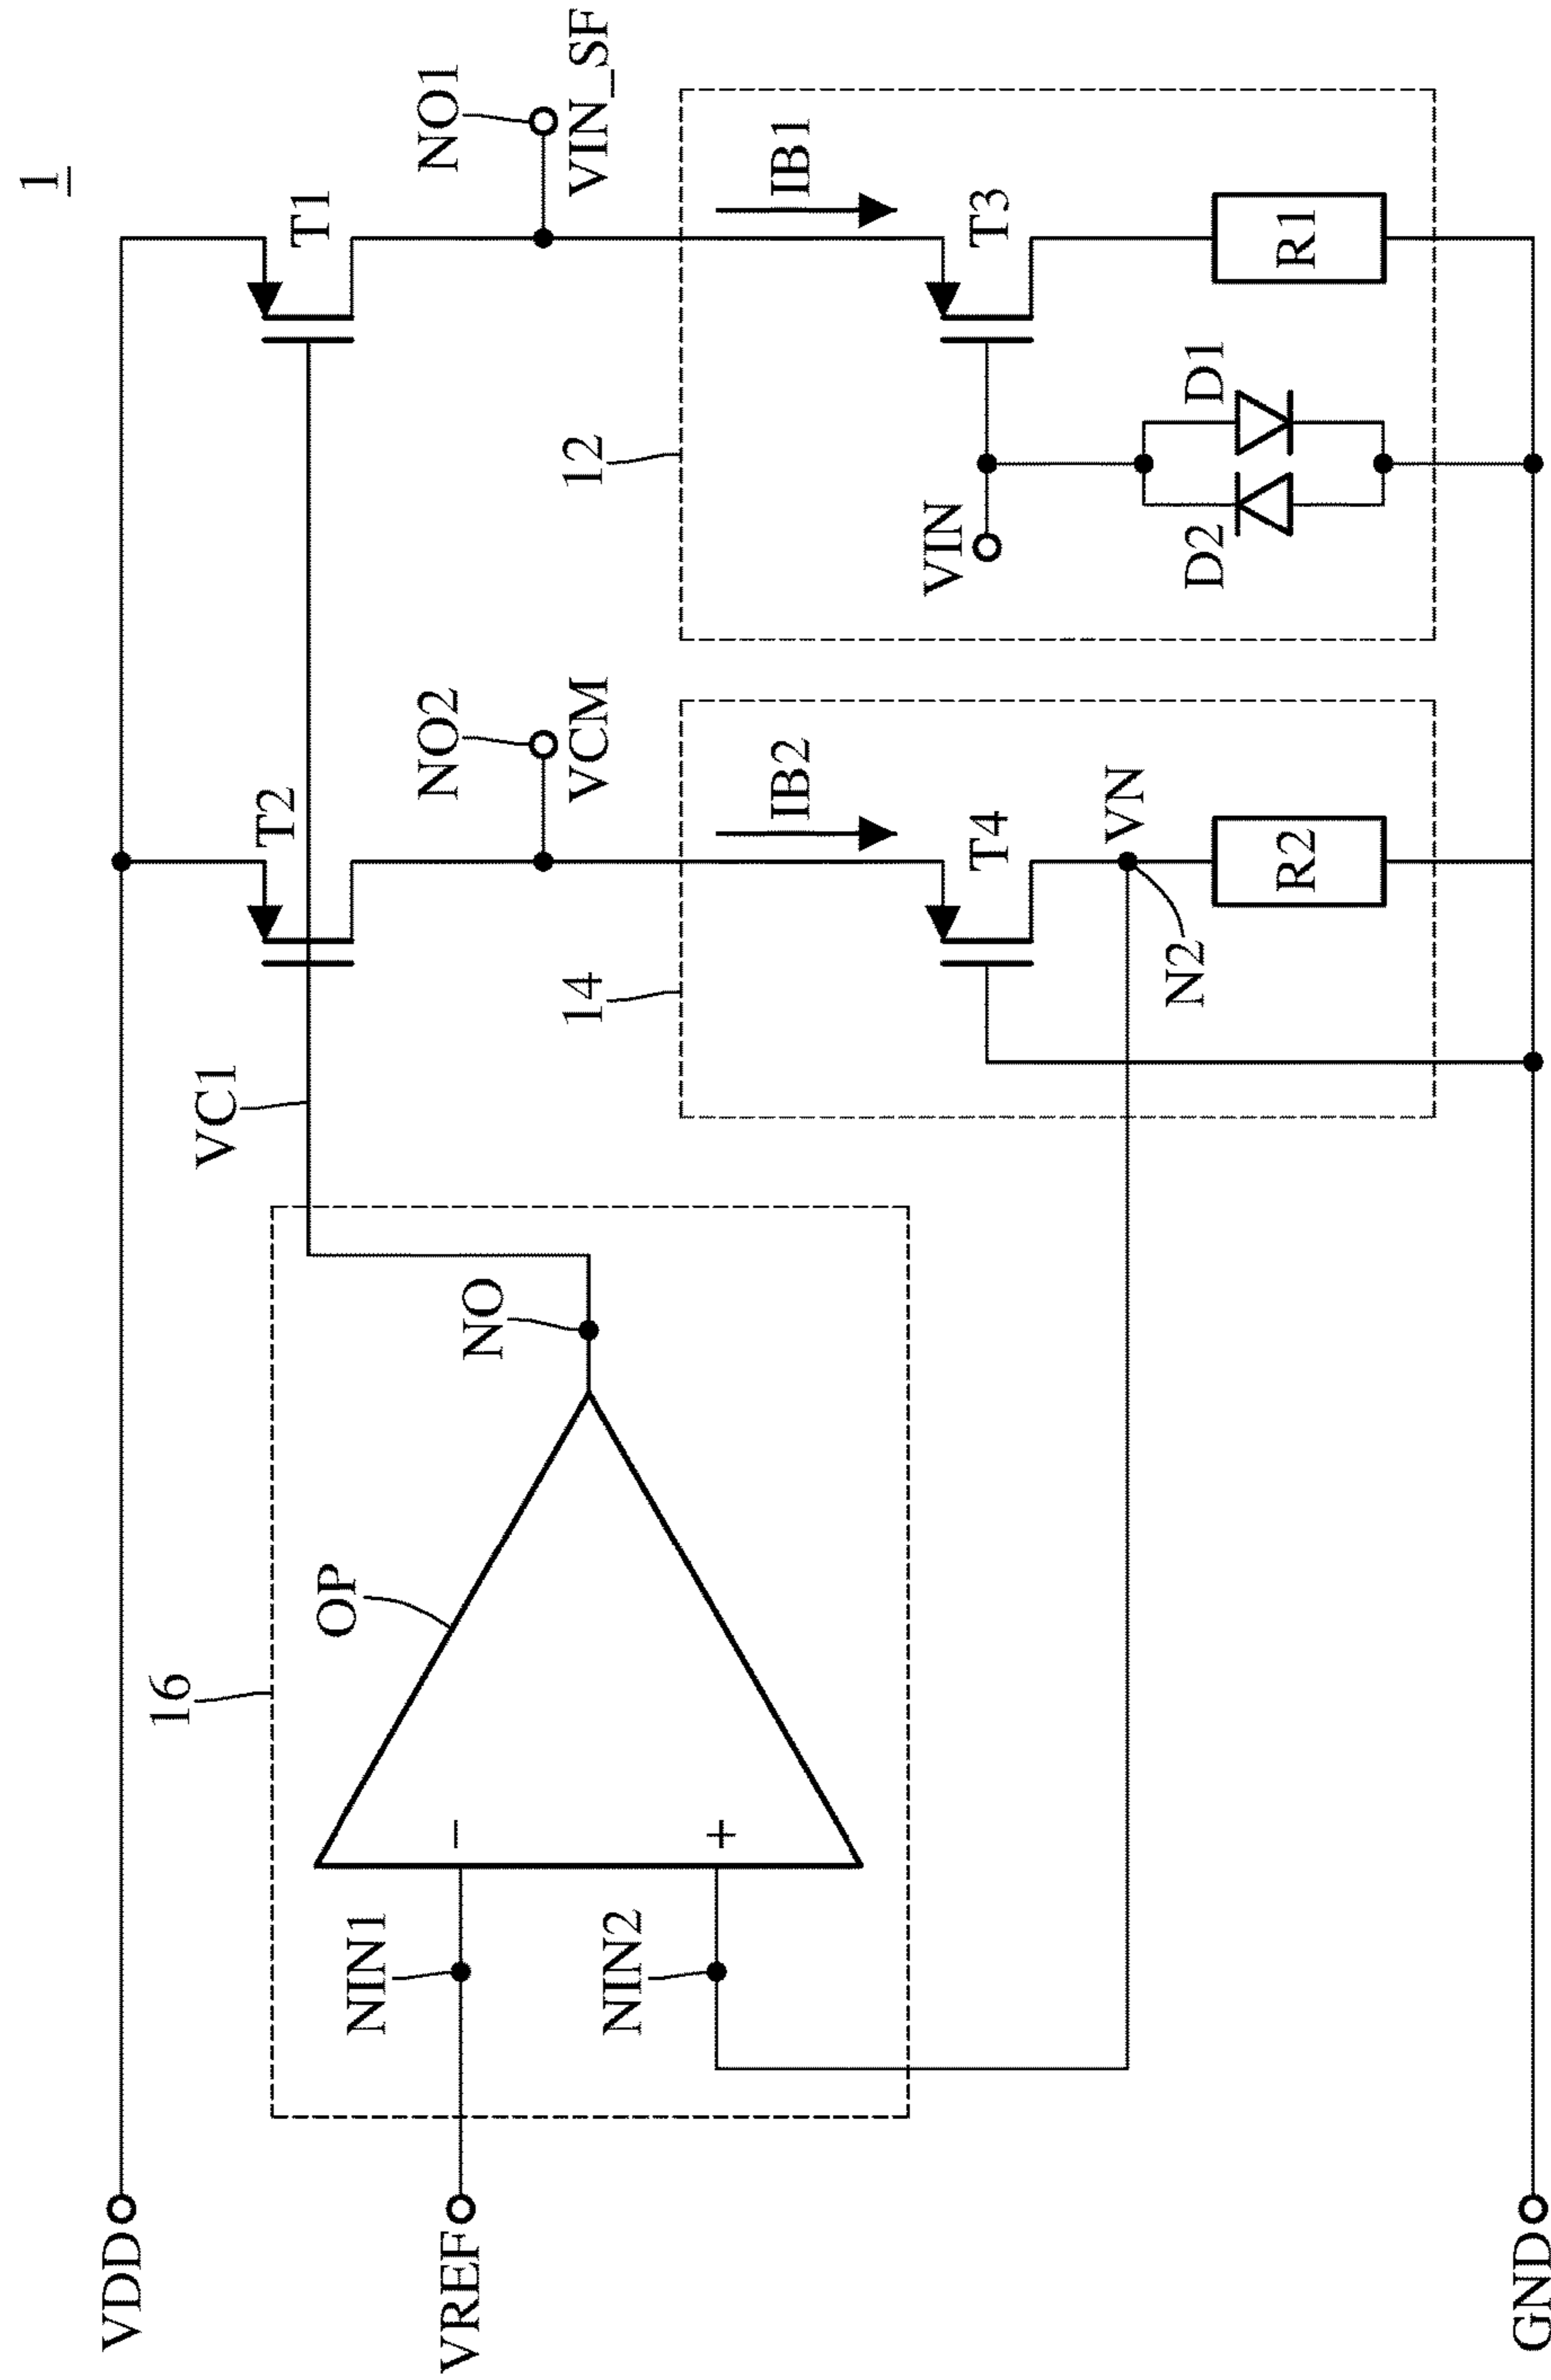 1
VDD
T2
T1
VC1
16
OP
NO
NO2
NO1
VCM
VIN_SF
NIN1
VREF
−
14
12
IB2
IB1
NIN2
+
T4
VIN
T3
VN
N2
D2
D1
R2
R1
GND